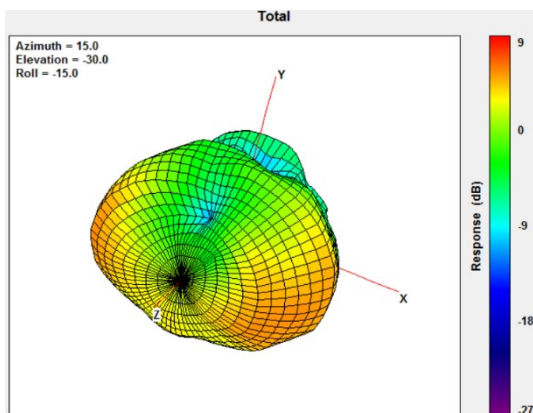 Total
Azimuth = 15.0
Elevation = -30.0
Roll = -15.0
Y
X
Z
9
0
-9
-18
-27
Response (dB)